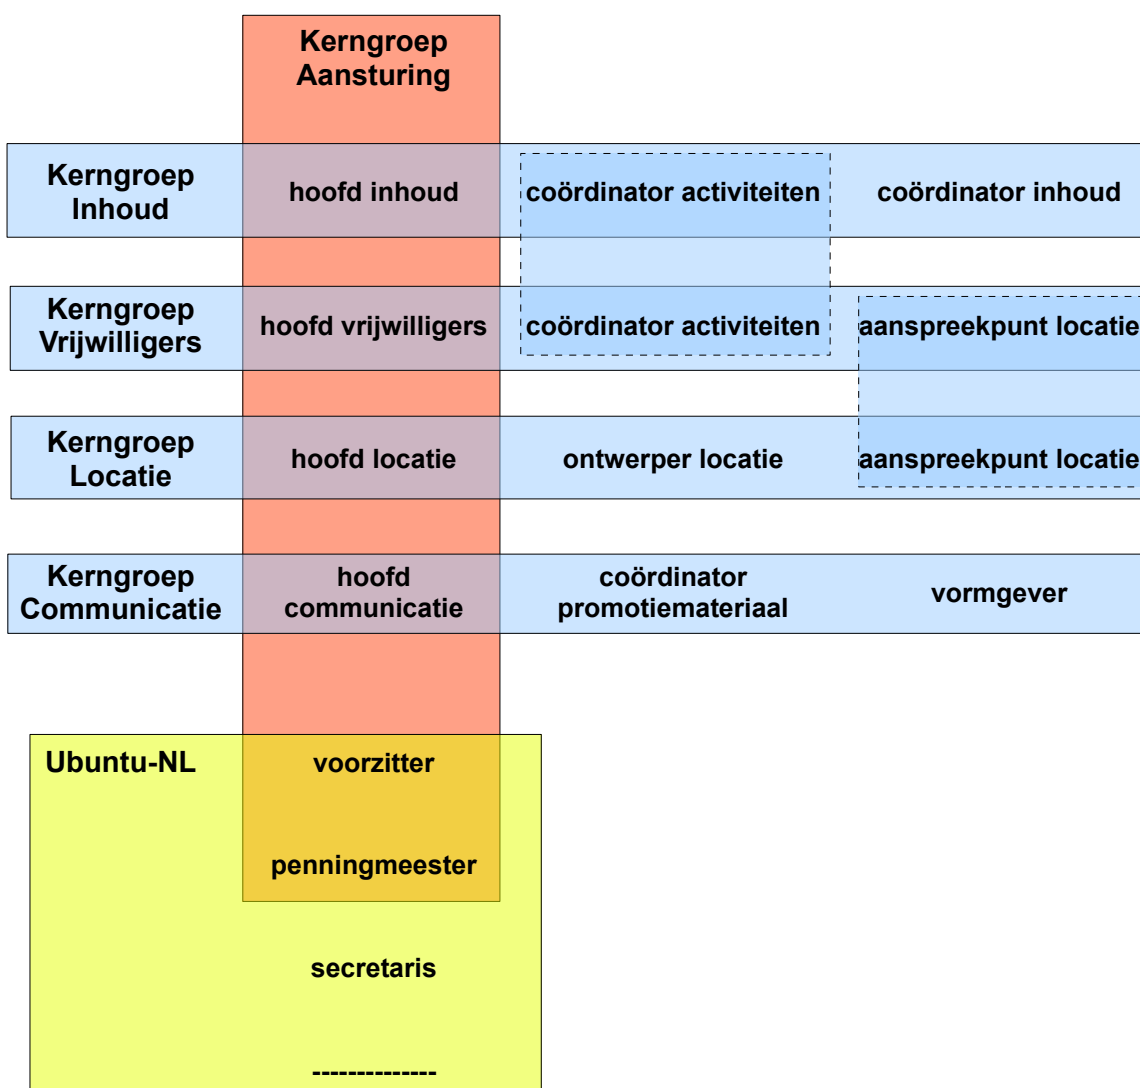 Kerngroep
Aansturing
Kerngroep
Inhoud
hoofd inhoud
coördinator activiteiten
coördinator inhoud
Kerngroep
Vrijwilligers
hoofd vrijwilligers
coördinator activiteiten
aanspreekpunt locatie
Kerngroep
Locatie
hoofd locatie
ontwerper locatie
aanspreekpunt locatie
Kerngroep
Communicatie
hoofd
communicatie
coördinator
promotiemateriaal
vormgever
Ubuntu-NL
voorzitter
penningmeester
secretaris
--------------